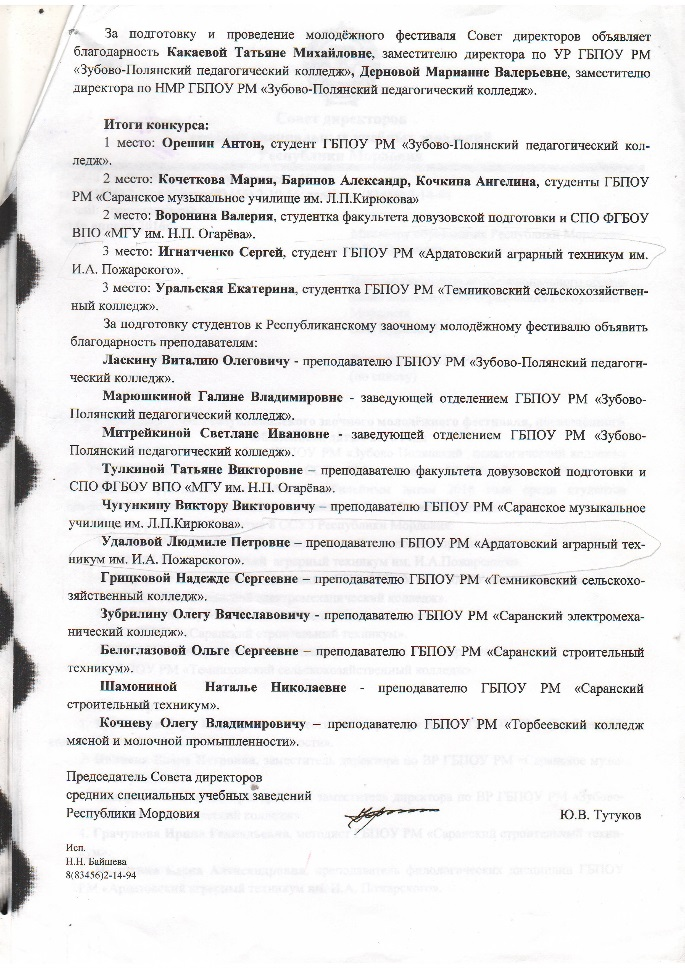 За подготовку и проведение молодёжного фестиваля Совет директоров объявляет
благодарность Какаевой Татьяне Михайловне, заместителю директора по УР ГБПОУ РМ
«Зубово-Полянский педагогический колледж», Дерновой Марианне Валерьевне, заместителю
директора по НМР ГБПОУ РМ «Зубово-Полянский педагогический колледж».
Итоги конкурса:
1 место: Орешин Антон, студент ГБПОУ РМ «Зубово-Полянский педагогический кол-
ледж».
2 место: Кочеткова Мария, Баринов Александр, Кочкина Ангелина, студенты ГБПОУ
РМ «Саранское музыкальное училище им. Л.П.Кирюкова»
2 место: Воронина Валерия, студентка факультета довузовской подготовки и СПО ФГБОУ
ВПО «МГУ им. Н.П. Огарёва».
3 место: Игнатченко Сергей, студент ГБПОУ РМ «Ардатовский аграрный техникум им.
И.А. Пожарского».
3 место: Уральская Екатерина, студентка ГБПОУ РМ «Темниковский сельскохозяйствен-
ный колледж».
За подготовку студентов к Республиканскому заочному молодёжному фестивалю объявить
благодарность преподавателям:
Ласкину Виталию Олеговичу - преподавателю ГБПОУ РМ «Зубово-Полянский педагоги-
ческий колледж».
Марюшкиной Галине Владимировне - заведующей отделением ГБПОУ РМ «Зубово-
Полянский педагогический колледж».
Митрейкиной Светлане Ивановне - заведующей отделением ГБПОУ РМ «Зубово-
Полянский педагогический колледж».
Тулкиной Татьяне Викторовне – преподавателю факультета довузовской подготовки и
СПО ФГБОУ ВПО «МГУ им. Н.П. Огарёва».
Чугункину Виктору Викторовичу – преподавателю ГБПОУ РМ «Саранское музыкальное
училище им. Л.П.Кирюкова».
Удаловой Людмиле Петровне – преподавателю ГБПОУ РМ «Ардатовский аграрный тех-
никум им. И.А. Пожарского».
Грицковой Надежде Сергеевне – преподавателю ГБПОУ РМ «Темниковский сельскохо-
зяйственный колледж».
Зубрилину Олегу Вячеславовичу - преподавателю ГБПОУ РМ «Саранский электромеха-
нический колледж».
Белоглазовой Ольге Сергеевне – преподавателю ГБПОУ РМ «Саранский строительный
техникум».
Шамониной Наталье Николаевне - преподавателю ГБПОУ РМ «Саранский
строительный техникум».
Кочневу Олегу Владимировичу – преподавателю ГБПОУ РМ «Торбеевский колледж
мясной и молочной промышленности».
Председатель Совета директоров
средних специальных учебных заведений
Республики Мордовия Ю.В. Тутуков
Исп.
Н.Н. Байшева
8(83456)2-14-94